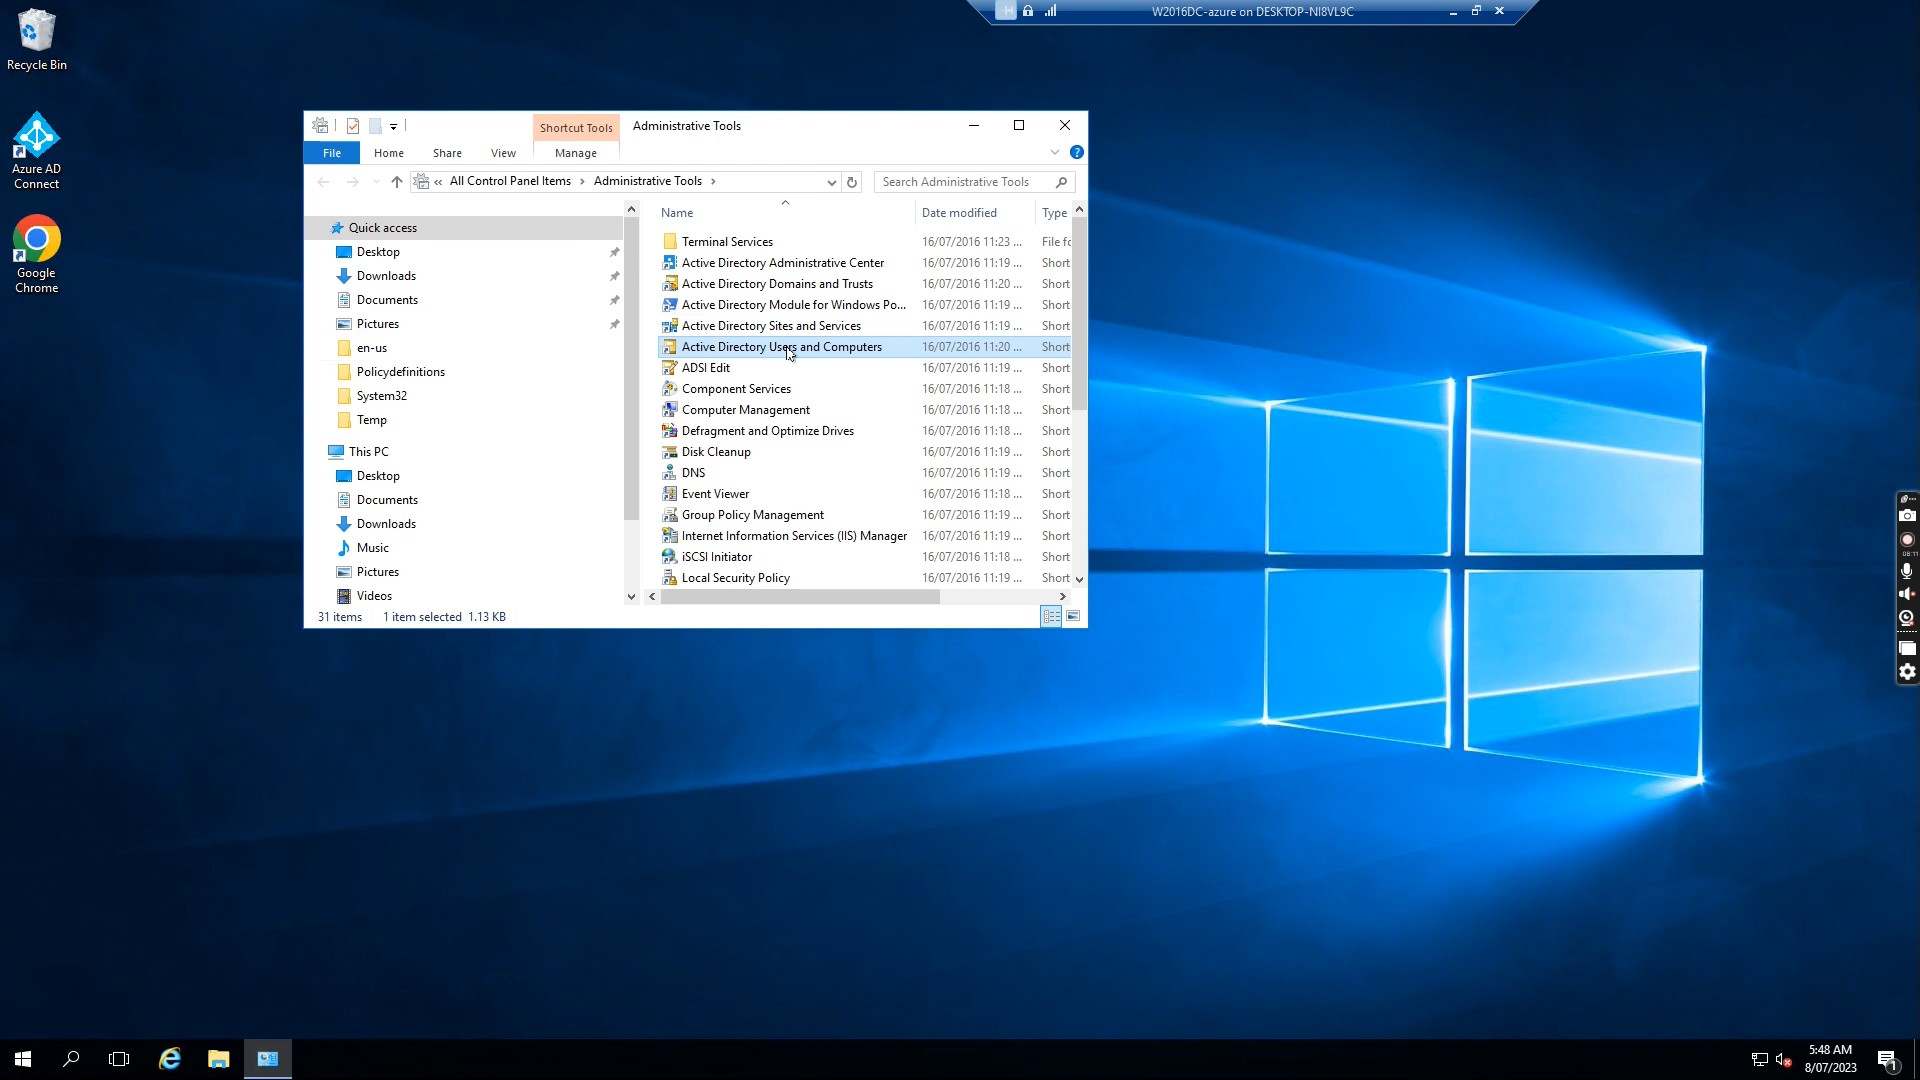 W2016DC-azure on DESKTOP-NI8VL9C
Recycle Bin
Azure AD
Connect
Google
Chrome
Shortcut Tools
Administrative Tools
File
Home
Share
View
Manage
«
All Control Panel Items
Administrative Tools
Search Administrative Tools
Quick access
Desktop
Downloads
Documents
Pictures
en-us
Policydefinitions
System32
Temp
This PC
Desktop
Documents
Downloads
Music
Pictures
Videos
Name Date modified Type
Terminal Services 16/07/2016 11:23 ... File fc
Active Directory Administrative Center 16/07/2016 11:19 ... Short
Active Directory Domains and Trusts 16/07/2016 11:20 ... Short
Active Directory Module for Windows Po... 16/07/2016 11:19 ... Short
Active Directory Sites and Services 16/07/2016 11:19 ... Short
Active Directory Users and Computers 16/07/2016 11:20 ... Short
ADSI Edit 16/07/2016 11:19 ... Short
Component Services 16/07/2016 11:18 ... Short
Computer Management 16/07/2016 11:18 ... Short
Defragment and Optimize Drives 16/07/2016 11:18 ... Short
Disk Cleanup 16/07/2016 11:19 ... Short
DNS 16/07/2016 11:19 ... Short
Event Viewer 16/07/2016 11:18 ... Short
Group Policy Management 16/07/2016 11:19 ... Short
Internet Information Services (IIS) Manager 16/07/2016 11:19 ... Short
iSCSI Initiator 16/07/2016 11:18 ... Short
Local Security Policy 16/07/2016 11:19 ... Short
31 items 1 item selected 1.13 KB
08:11
5:48 AM
8/07/2023
1